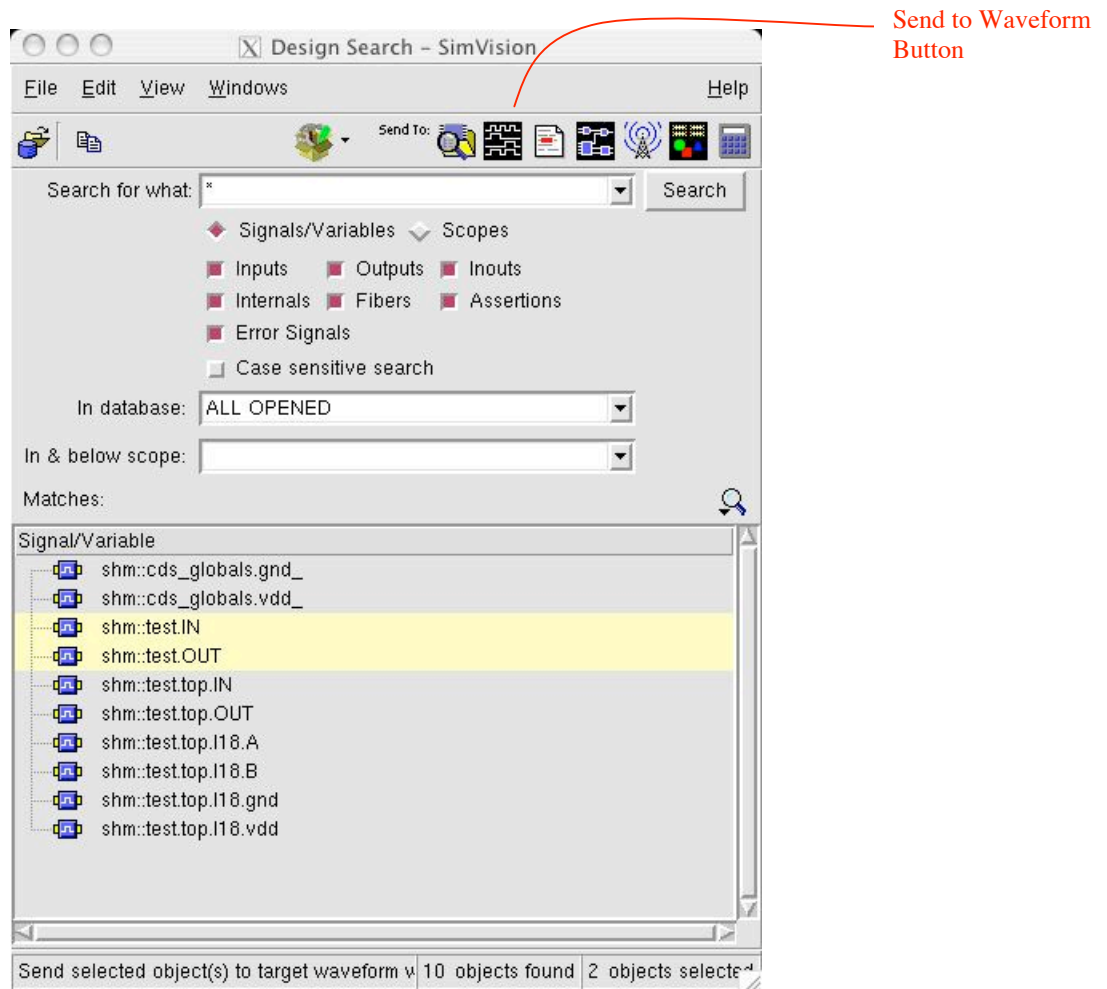 Send to Waveform
Button
Design Search - SimVision
File Edit View Windows Help
Send To:
Search for what: * Search
Signals/Variables Scopes
Inputs Outputs Inouts
Internals Fibers Assertions
Error Signals
Case sensitive search
In database: ALL OPENED
In & below scope:
Matches:
Signal/Variable
shm::cds_globals.gnd_
shm::cds_globals.vdd_
shm::test.IN
shm::test.OUT
shm::test.top.IN
shm::test.top.OUT
shm::test.top.I18.A
shm::test.top.I18.B
shm::test.top.I18.gnd
shm::test.top.I18.vdd
Send selected object(s) to target waveform w 10 objects found 2 objects selected